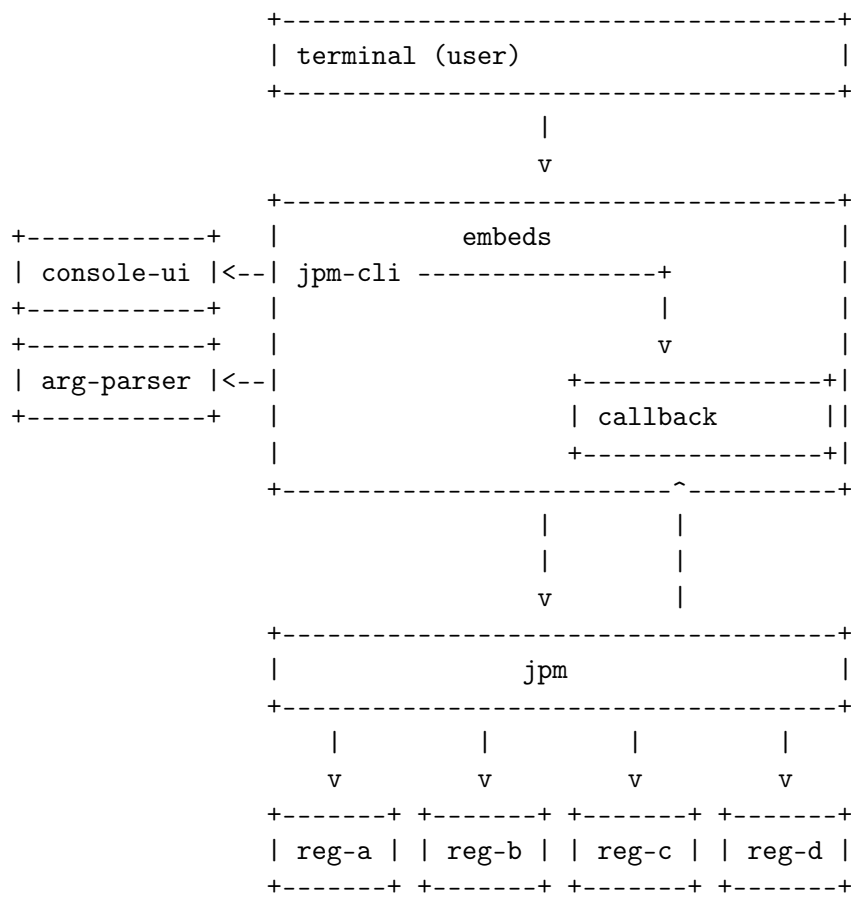 terminal (user)
embeds
console-ui
jpm-cli
arg-parser
callback
jpm
reg-a
reg-b
reg-c
reg-d